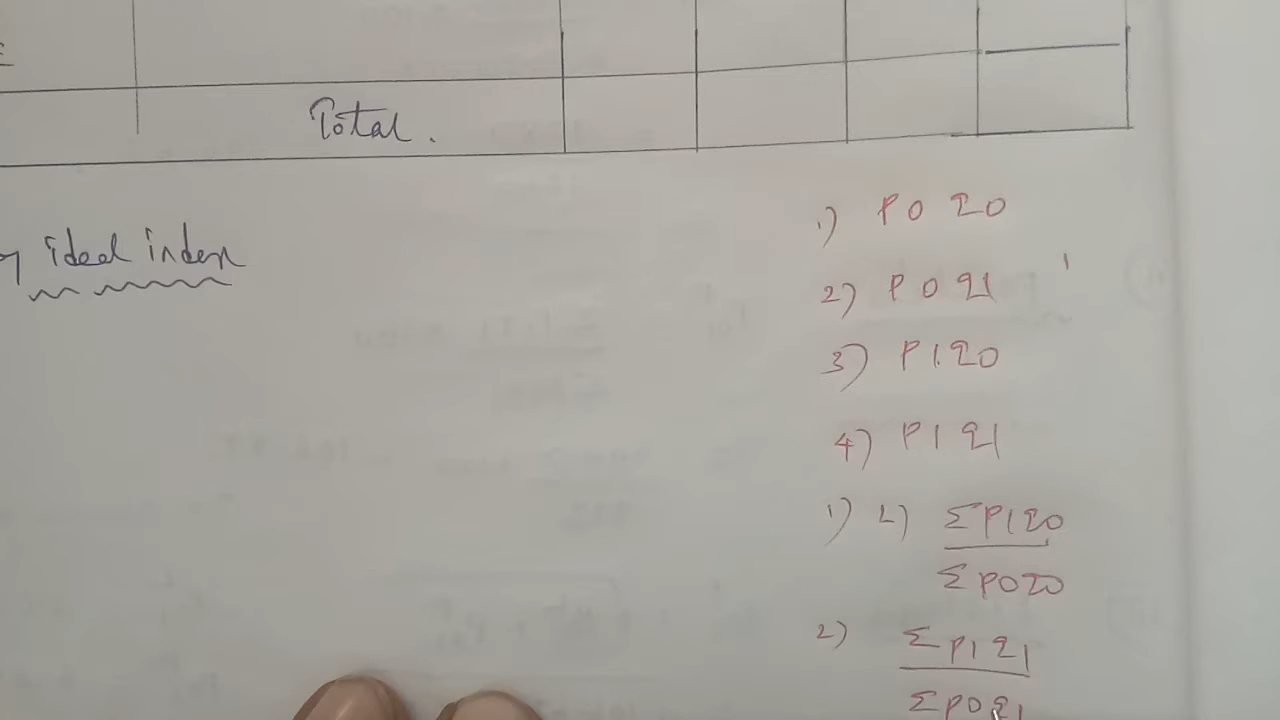 Total.
ideal index
1) P0 q0
2) P0 q1
3) P1.q0
4) P1 q1
1) L) ΣP1q0
ΣP0q0
2) ΣP1q1
ΣP0q1